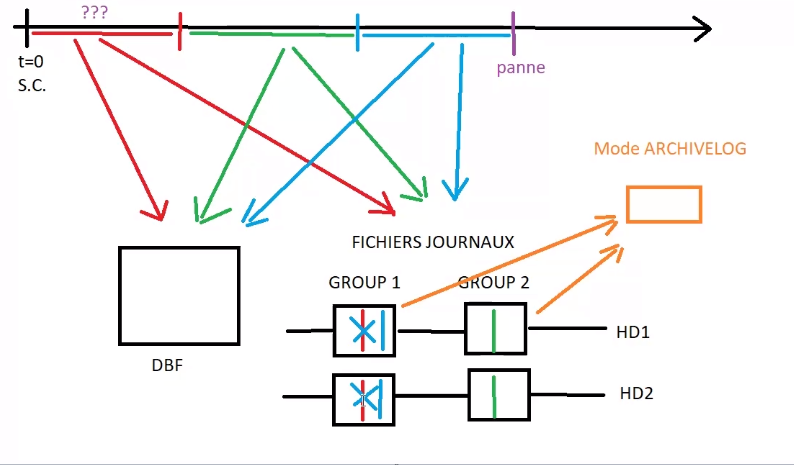 ???
t=0
S.C.
panne
Mode ARCHIVELOG
FICHIERS JOURNAUX
GROUP 1
GROUP 2
HD1
DBF
HD2